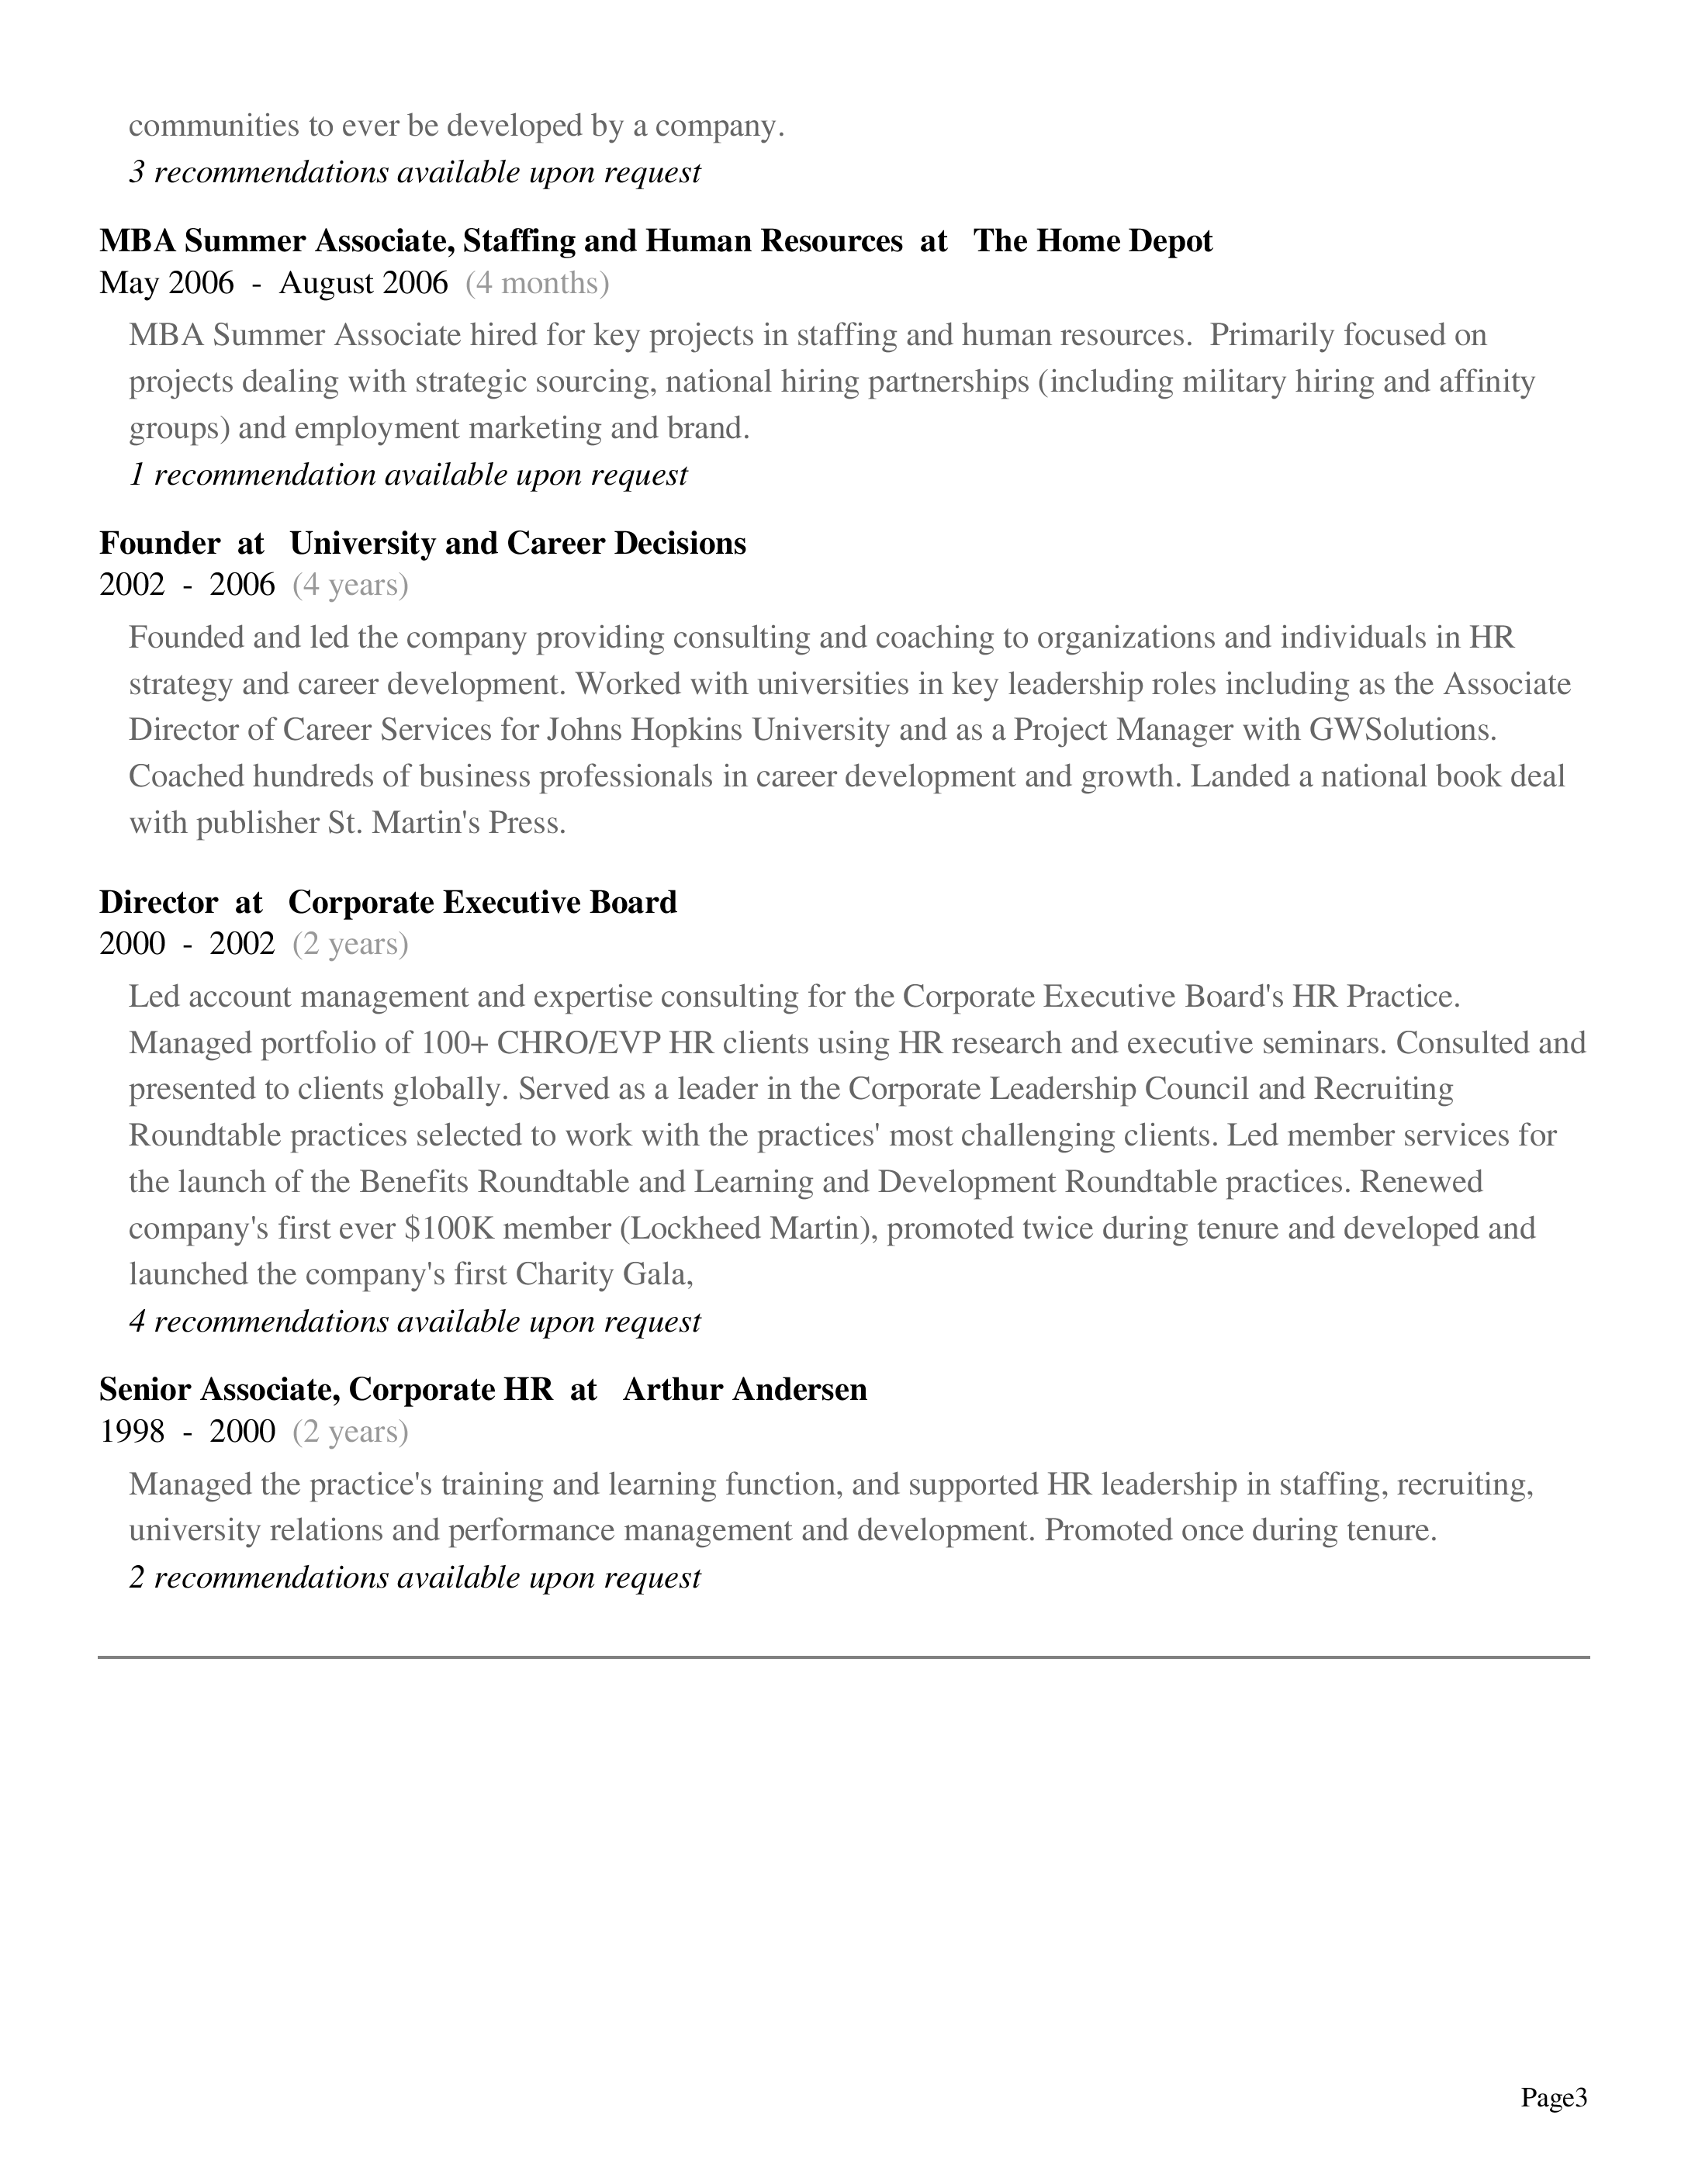 communities to ever be developed by a company.
3 recommendations available upon request
MBA Summer Associate, Staffing and Human Resources at The Home Depot
May 2006 - August 2006 (4 months)
MBA Summer Associate hired for key projects in staffing and human resources. Primarily focused on
projects dealing with strategic sourcing, national hiring partnerships (including military hiring and affinity
groups) and employment marketing and brand.
1 recommendation available upon request
Founder at University and Career Decisions
2002 - 2006 (4 years)
Founded and led the company providing consulting and coaching to organizations and individuals in HR
strategy and career development. Worked with universities in key leadership roles including as the Associate
Director of Career Services for Johns Hopkins University and as a Project Manager with GWSolutions.
Coached hundreds of business professionals in career development and growth. Landed a national book deal
with publisher St. Martin's Press.
Director at Corporate Executive Board
2000 - 2002 (2 years)
Led account management and expertise consulting for the Corporate Executive Board's HR Practice.
Managed portfolio of 100+ CHRO/EVP HR clients using HR research and executive seminars. Consulted and
presented to clients globally. Served as a leader in the Corporate Leadership Council and Recruiting
Roundtable practices selected to work with the practices' most challenging clients. Led member services for
the launch of the Benefits Roundtable and Learning and Development Roundtable practices. Renewed
company's first ever $100K member (Lockheed Martin), promoted twice during tenure and developed and
launched the company's first Charity Gala,
4 recommendations available upon request
Senior Associate, Corporate HR at Arthur Andersen
1998 - 2000 (2 years)
Managed the practice's training and learning function, and supported HR leadership in staffing, recruiting,
university relations and performance management and development. Promoted once during tenure.
2 recommendations available upon request
Page3